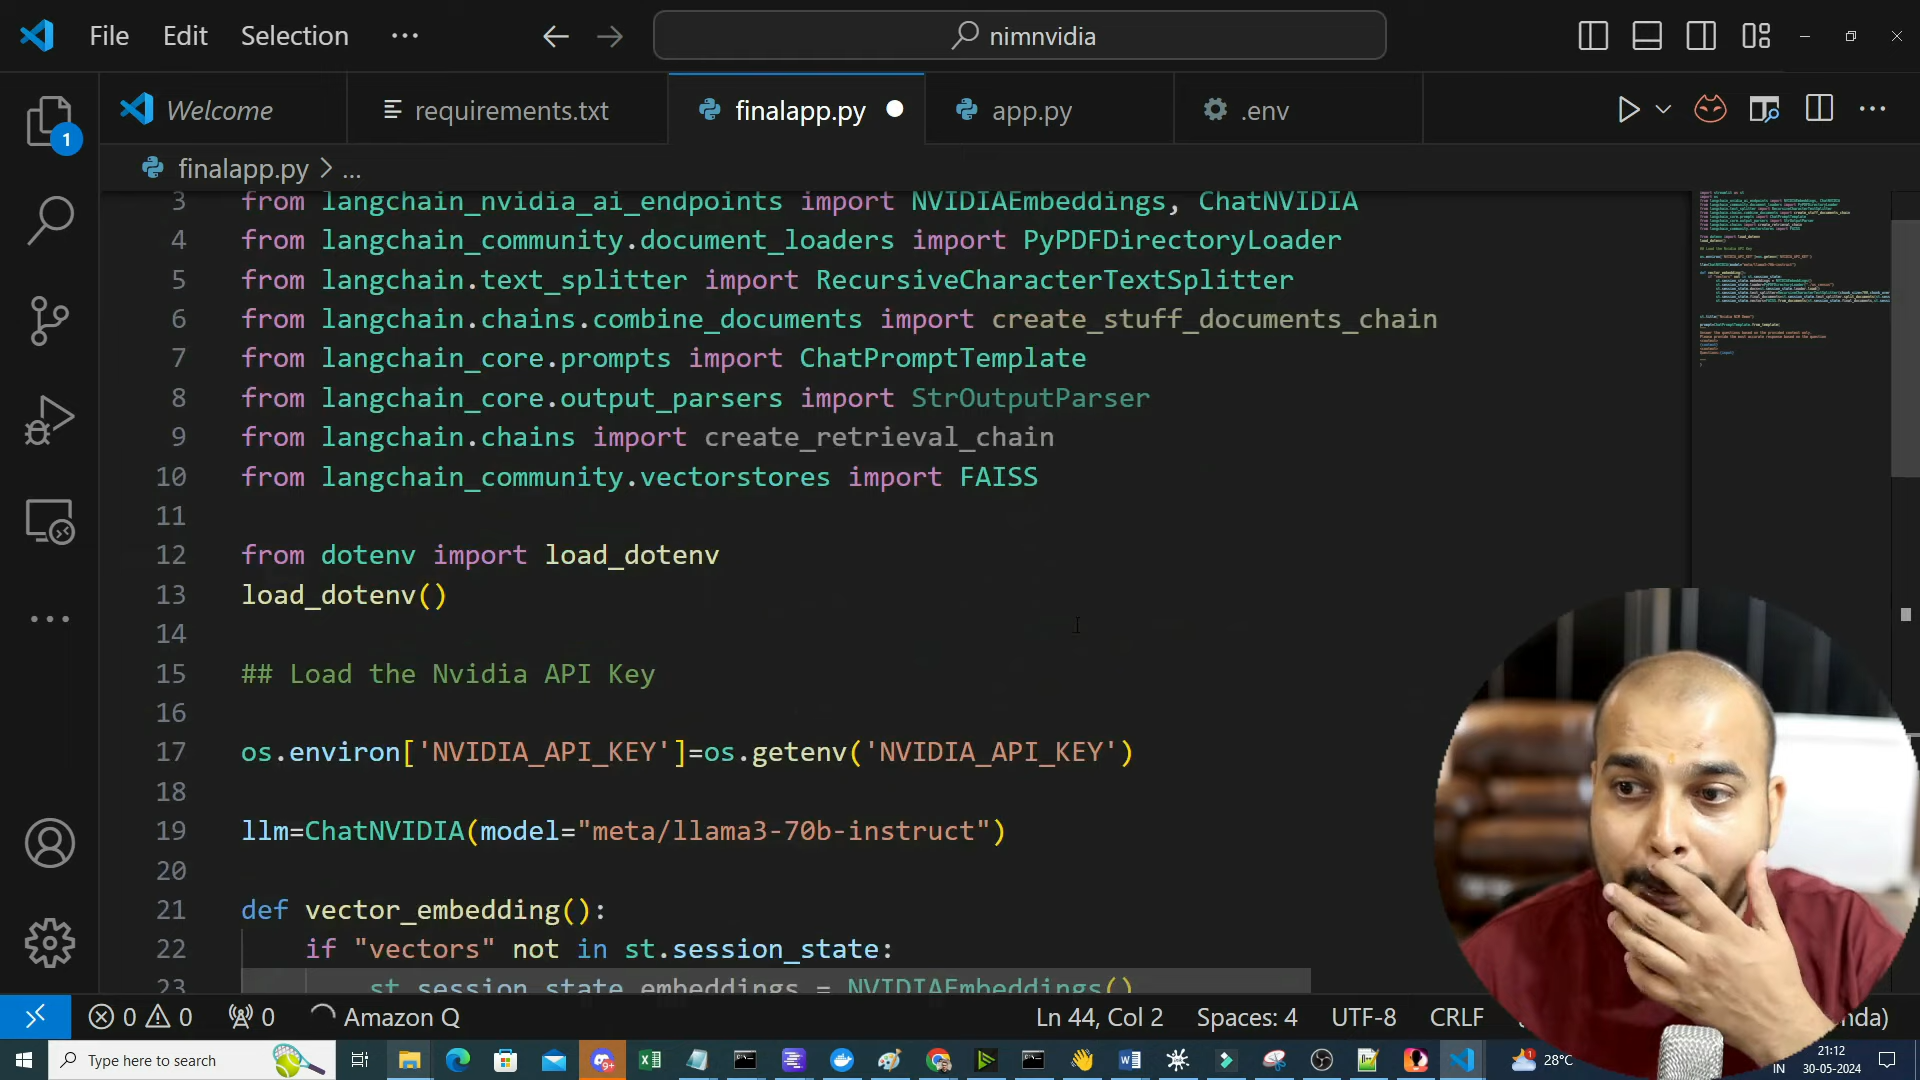 File Edit Selection ... nimnvidia
Welcome requirements.txt finalapp.py app.py .env
1
finalapp.py > ...
3 from langchain_nvidia_ai_endpoints import NVIDIAEmbeddings, ChatNVIDIA
4 from langchain_community.document_loaders import PyPDFDirectoryLoader
5 from langchain.text_splitter import RecursiveCharacterTextSplitter
6 from langchain.chains.combine_documents import create_stuff_documents_chain
7 from langchain_core.prompts import ChatPromptTemplate
8 from langchain_core.output_parsers import StrOutputParser
9 from langchain.chains import create_retrieval_chain
10 from langchain_community.vectorstores import FAISS
11
12 from dotenv import load_dotenv
13 load_dotenv()
14
15 ## Load the Nvidia API Key
16
17 os.environ['NVIDIA_API_KEY']=os.getenv('NVIDIA_API_KEY')
18
19 llm=ChatNVIDIA(model="meta/llama3-70b-instruct")
20
21 def vector_embedding():
22 if "vectors" not in st.session_state:
23 st.session_state.embeddings = NVIDIAEmbeddings()
0 0 0 Amazon Q Ln 44, Col 2 Spaces: 4 UTF-8 CRLF nda)
Type here to search 9+ 1 28°C IN 21:12
30-05-2024